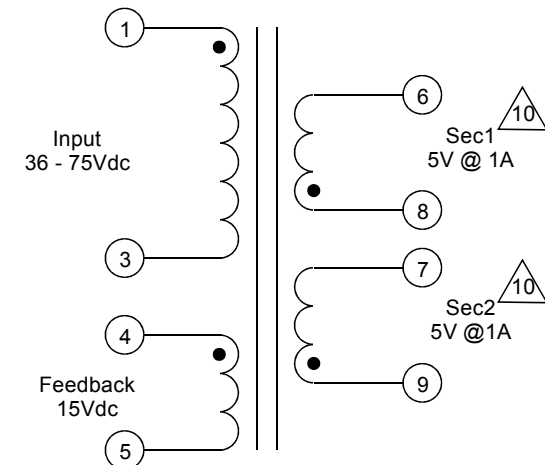 1
Input
36 - 75Vdc
3
4
Feedback
15Vdc
5
6
10
Sec1
5V @ 1A
8
7
10
Sec2
5V @1A
9